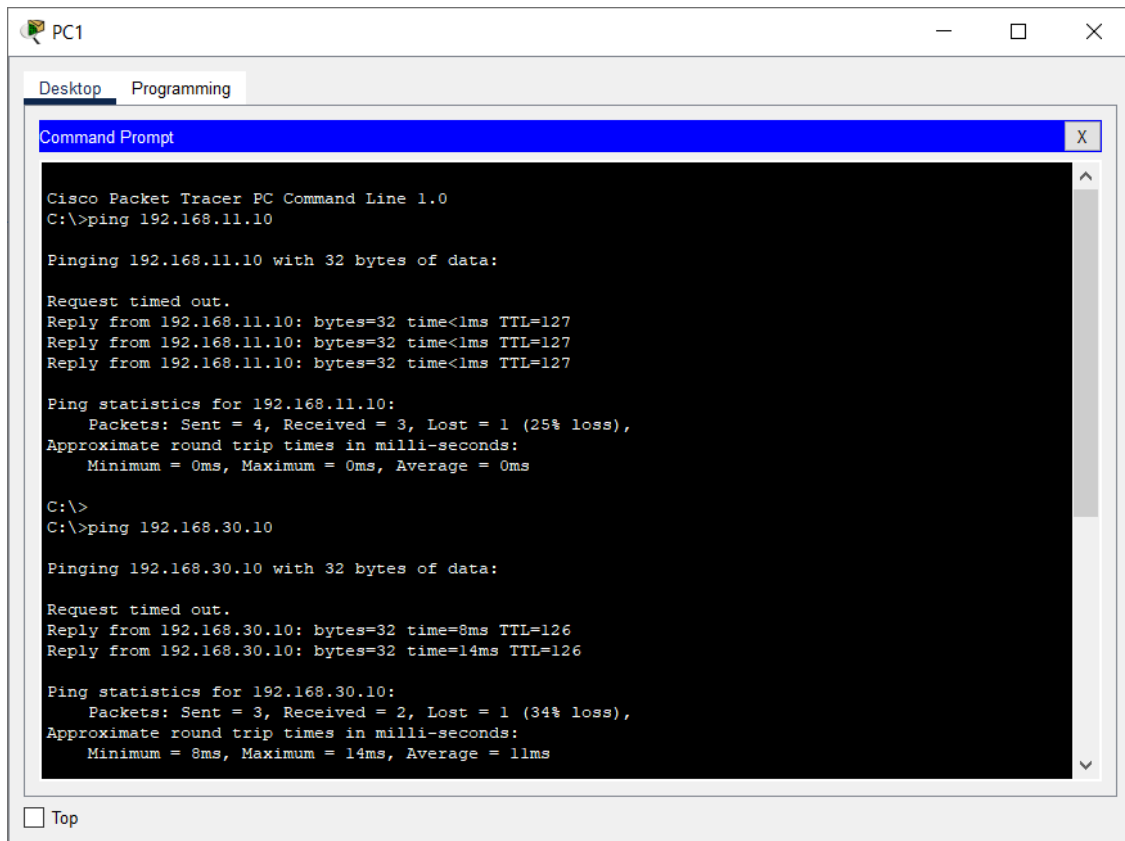 PC1
Desktop Programming
Command Prompt X
Cisco Packet Tracer PC Command Line 1.0
C:\>ping 192.168.11.10
Pinging 192.168.11.10 with 32 bytes of data:
Request timed out.
Reply from 192.168.11.10: bytes=32 time<1ms TTL=127
Reply from 192.168.11.10: bytes=32 time<1ms TTL=127
Reply from 192.168.11.10: bytes=32 time<1ms TTL=127
Ping statistics for 192.168.11.10:
Packets: Sent = 4, Received = 3, Lost = 1 (25% loss),
Approximate round trip times in milli-seconds:
Minimum = 0ms, Maximum = 0ms, Average = 0ms
C:\>
C:\>ping 192.168.30.10
Pinging 192.168.30.10 with 32 bytes of data:
Request timed out.
Reply from 192.168.30.10: bytes=32 time=8ms TTL=126
Reply from 192.168.30.10: bytes=32 time=14ms TTL=126
Ping statistics for 192.168.30.10:
Packets: Sent = 3, Received = 2, Lost = 1 (34% loss),
Approximate round trip times in milli-seconds:
Minimum = 8ms, Maximum = 14ms, Average = 11ms
Top